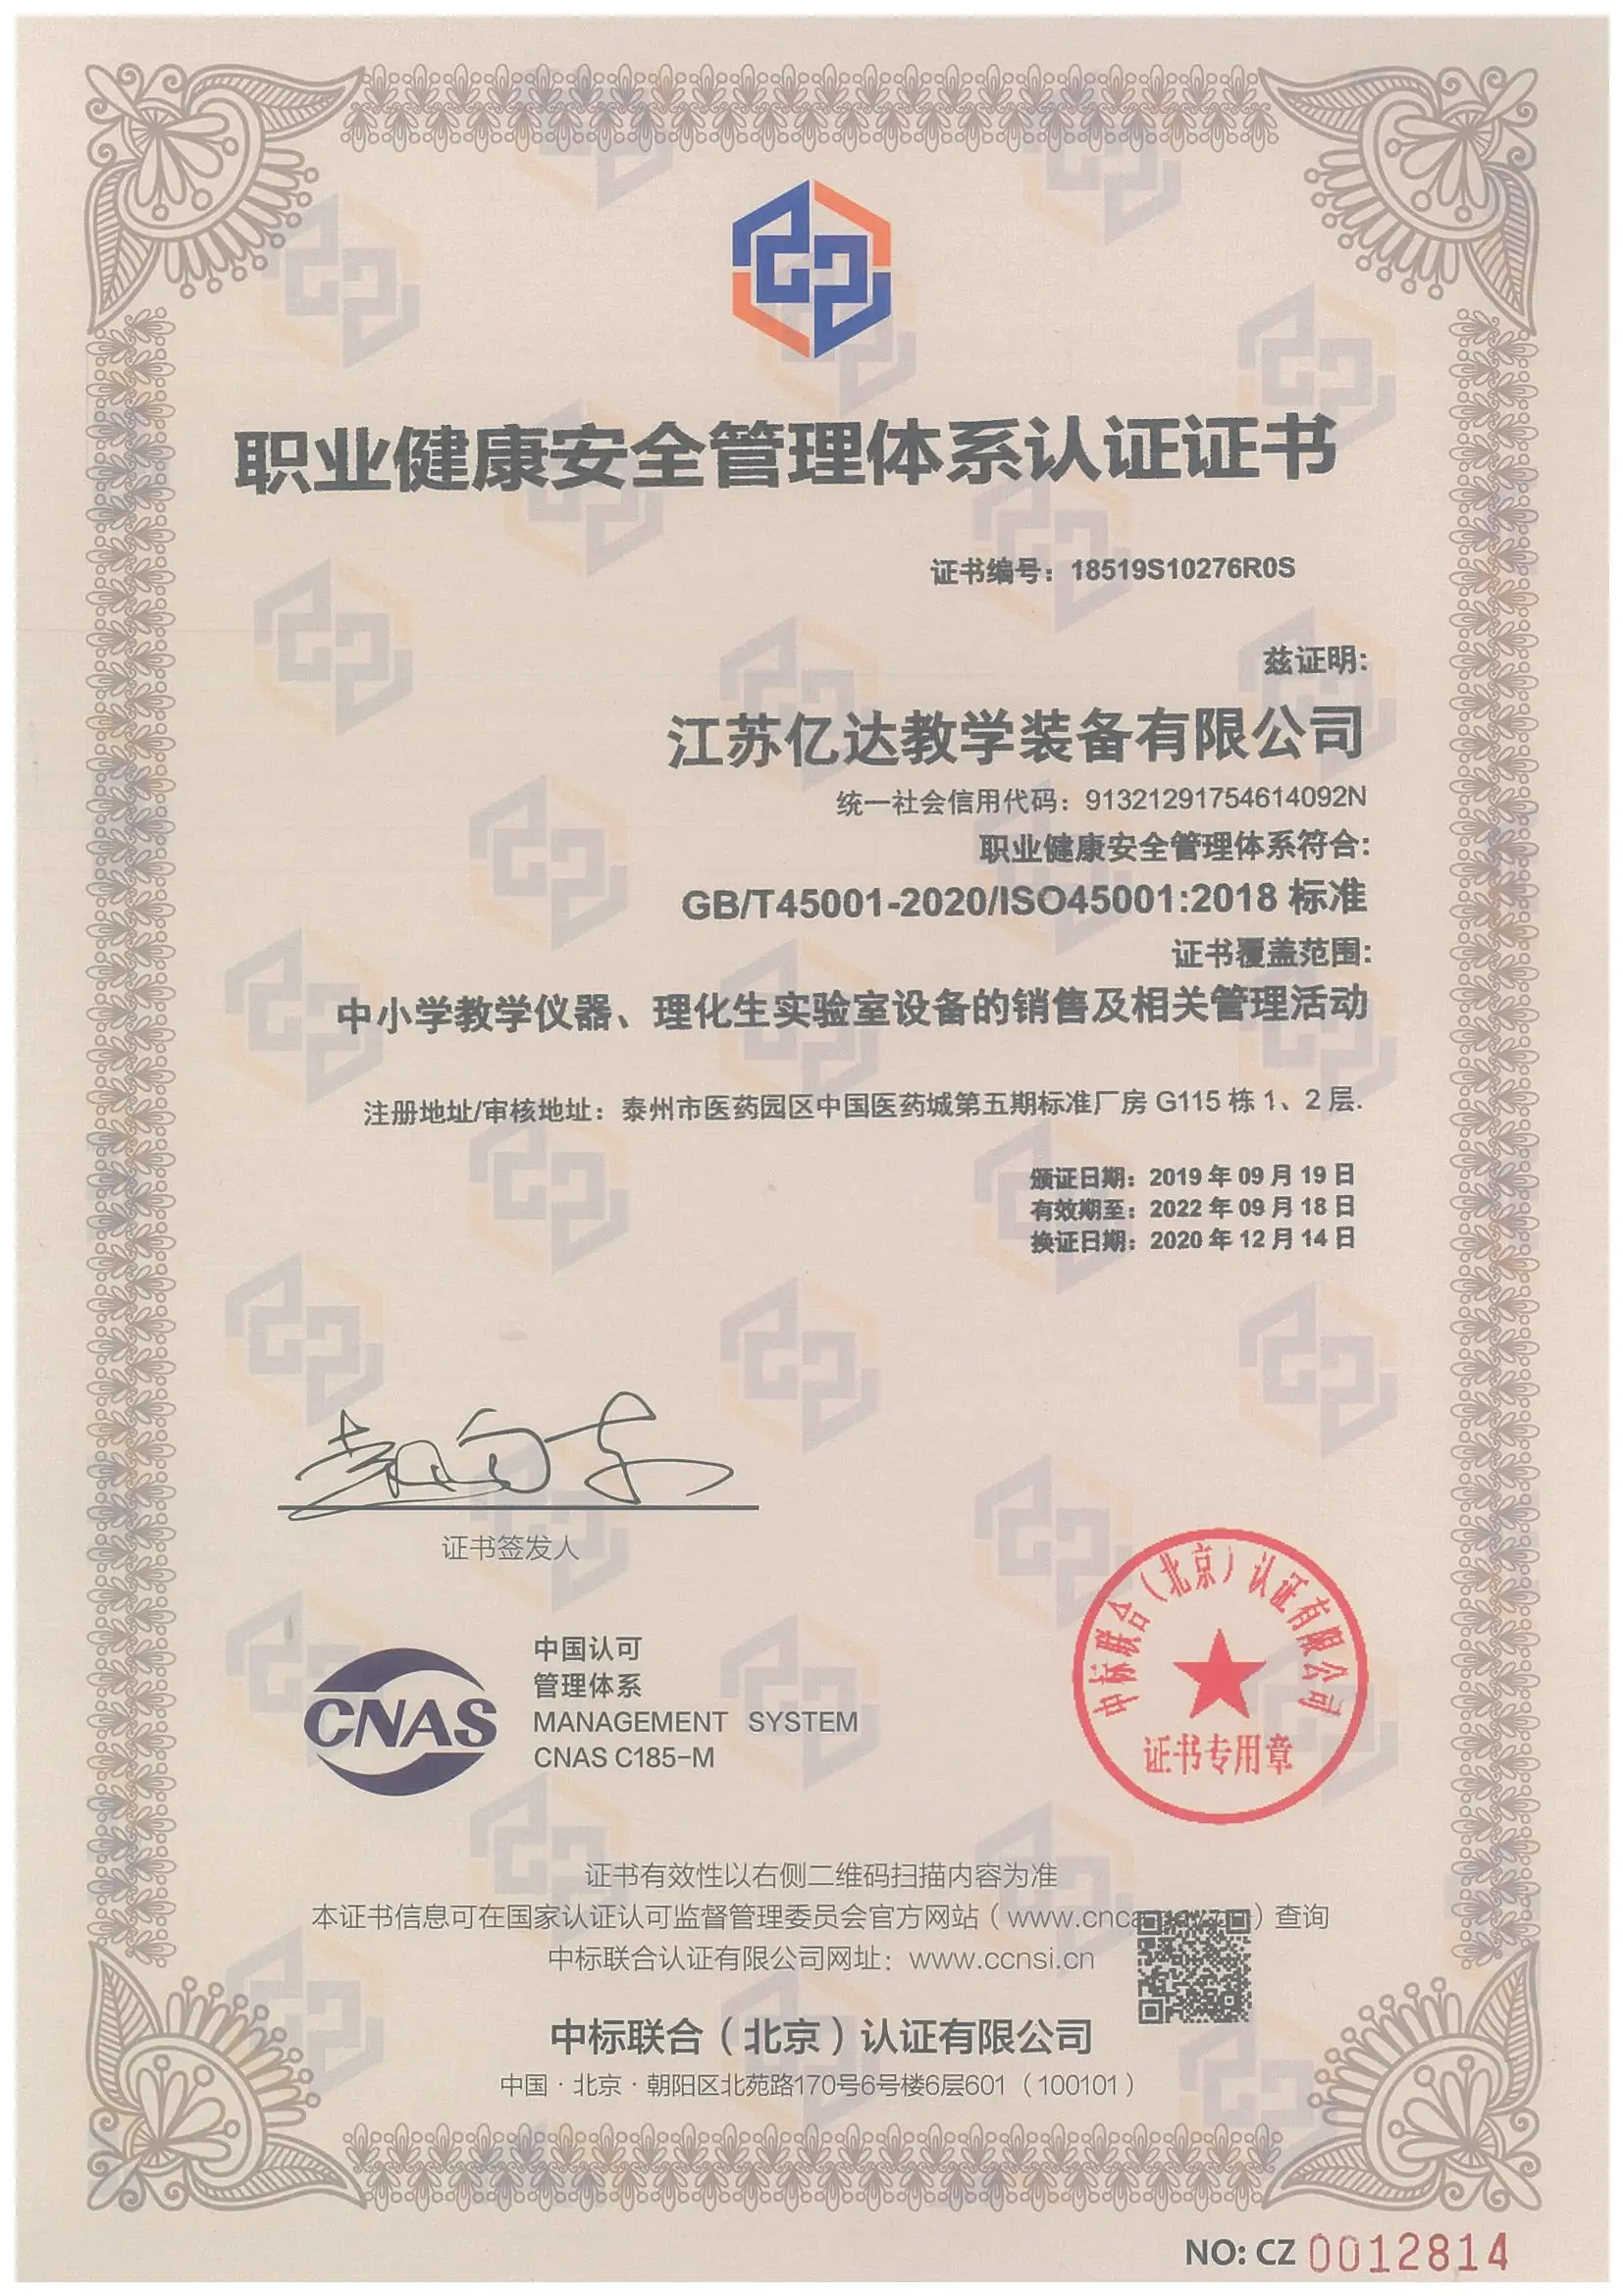 职业健康安全管理体系认证证书
证书编号：18519S10276R0S
兹证明:
江苏亿达教学装备有限公司
统一社会信用代码：91321291754614092N
职业健康安全管理体系符合:
GB/T45001-2020/ISO45001:2018 标准
证书覆盖范围:
中小学教学仪器、理化生实验室设备的销售及相关管理活动
注册地址/审核地址：泰州市医药园区中国医药城第五期标准厂房 G115 栋 1、2 层.
颁证日期：2019 年 09 月 19 日
有效期至：2022 年 09 月 18 日
换证日期：2020 年 12 月 14 日
证书签发人
CNAS
中国认可
管理体系
MANAGEMENT SYSTEM
CNAS C185-M
中标联合（北京）认证有限公司
证书专用章
证书有效性以右侧二维码扫描内容为准
本证书信息可在国家认证认可监督管理委员会官方网站（www.cnca）查询
中标联合认证有限公司网址：www.ccnsi.cn
中标联合（北京）认证有限公司
中国·北京·朝阳区北苑路170号6号楼6层601（100101）
NO: CZ 0012814